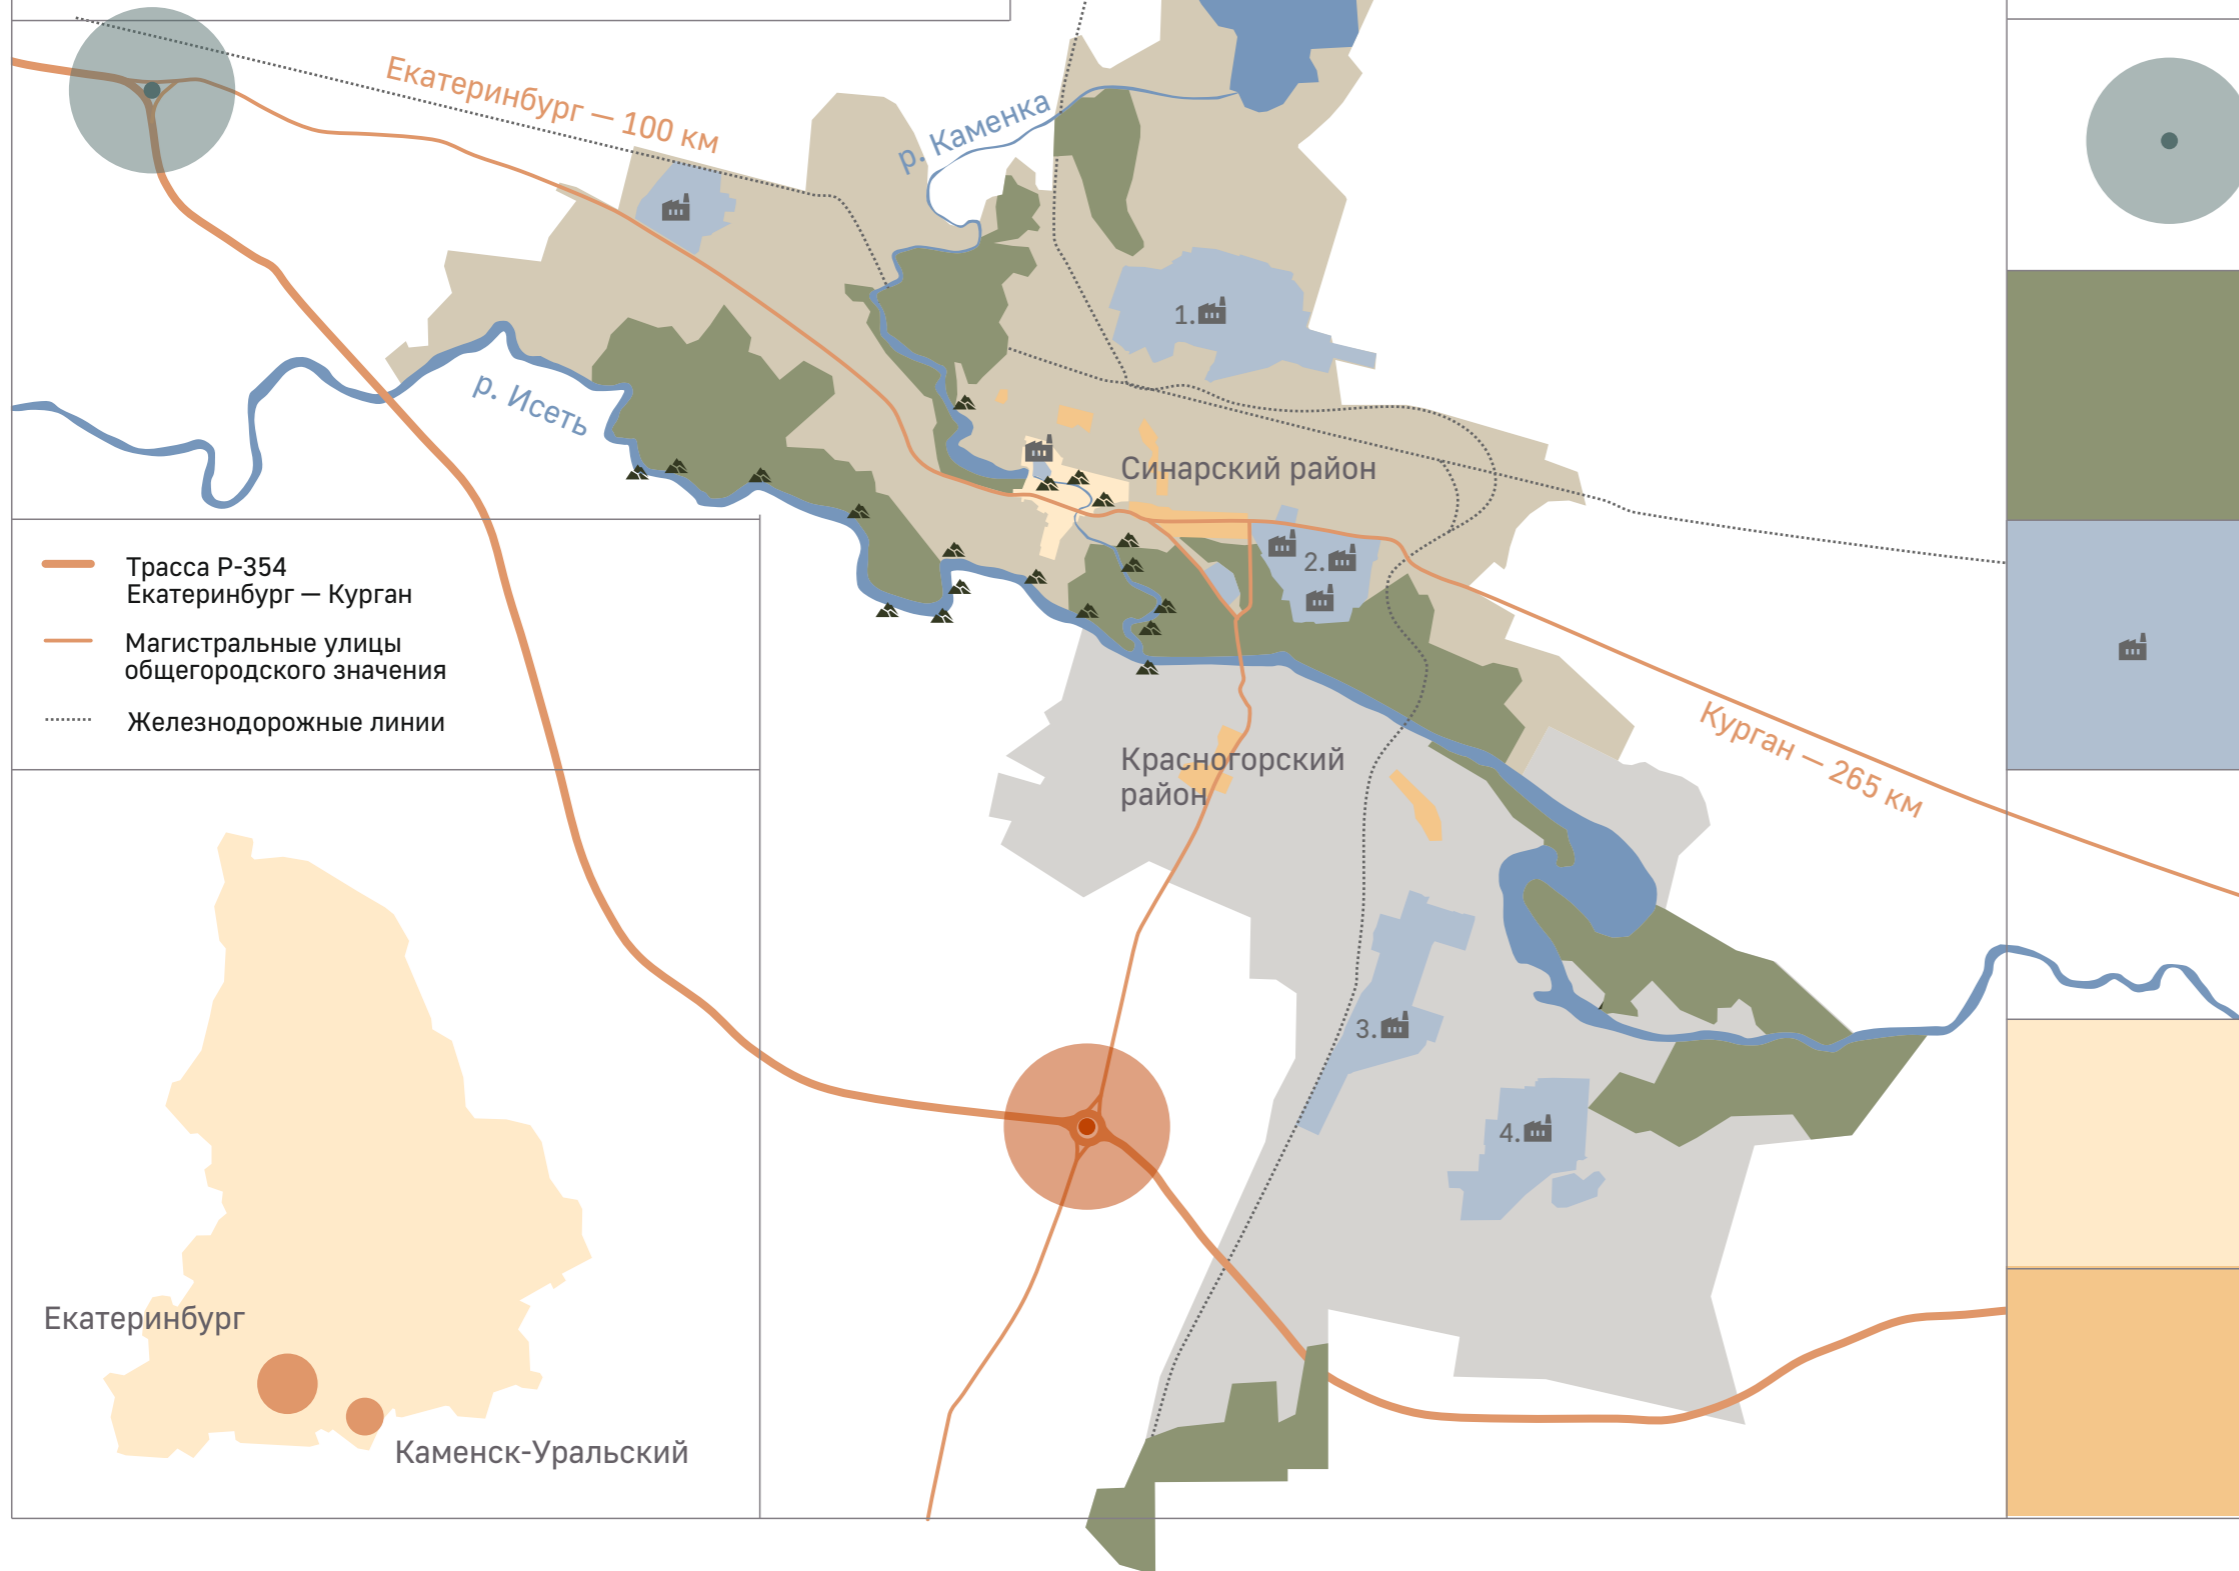 Екатеринбург — 100 км
р. Каменка
1.
р. Исеть
Синарский район
2.
Трасса Р-354
Екатеринбург — Курган
Магистральные улицы
общегородского значения
Железнодорожные линии
Красногорский
район
Курган — 265 км
3.
4.
Екатеринбург
Каменск-Уральский